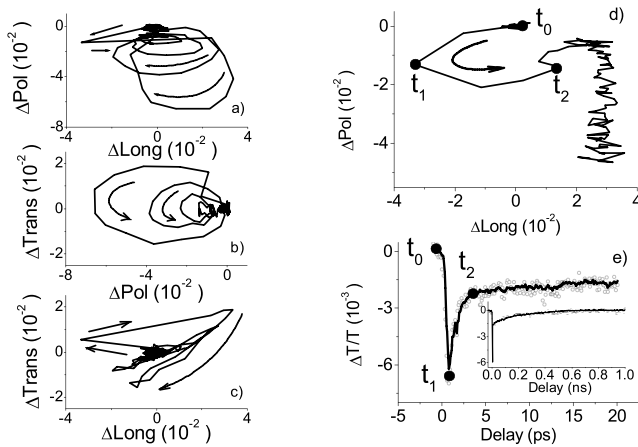 ΔPol (10⁻²)
0
-4
-8
-4
0
4
a)
ΔLong (10⁻²)
ΔTrans (10⁻²)
2
0
-2
-8
-4
0
b)
ΔPol (10⁻²)
ΔTrans (10⁻²)
2
0
-2
-4
0
4
c)
ΔLong (10⁻²)
d)
ΔPol (10⁻²)
0
-2
-4
-6
-4
-2
0
2
4
t₀
t₁
t₂
ΔLong (10⁻²)
e)
ΔT/T (10⁻³)
0
-3
-6
-5
0
5
10
15
20
t₀
t₂
t₁
Delay (ps)
0
-3
-6
0.0
0.2
0.4
0.6
0.8
1.0
Delay (ns)